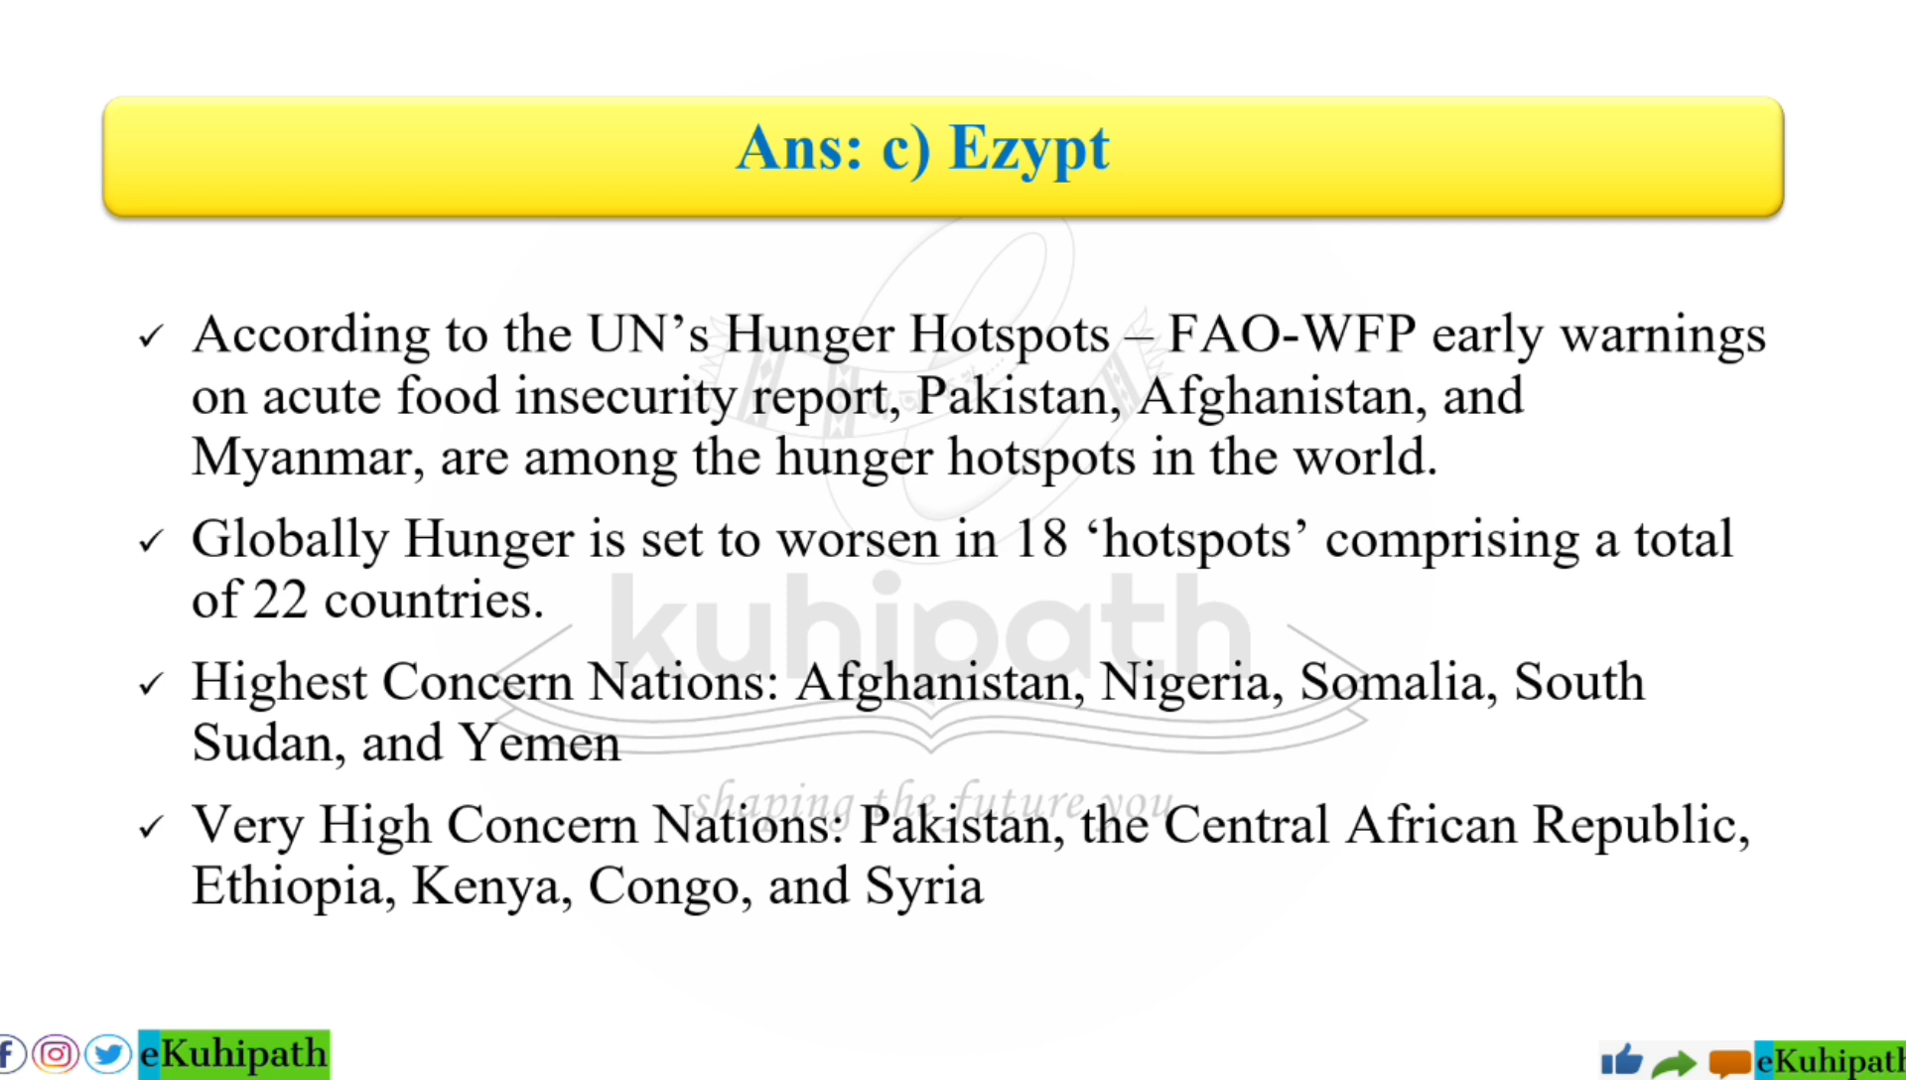 Ans: c) Ezypt
✓ According to the UN’s Hunger Hotspots – FAO-WFP early warnings
on acute food insecurity report, Pakistan, Afghanistan, and
Myanmar, are among the hunger hotspots in the world.
✓ Globally Hunger is set to worsen in 18 ‘hotspots’ comprising a total
of 22 countries.
kuhipath
✓ Highest Concern Nations: Afghanistan, Nigeria, Somalia, South
Sudan, and Yemen
shaping the future you
✓ Very High Concern Nations: Pakistan, the Central African Republic,
Ethiopia, Kenya, Congo, and Syria
eKuhipath
eKuhipath